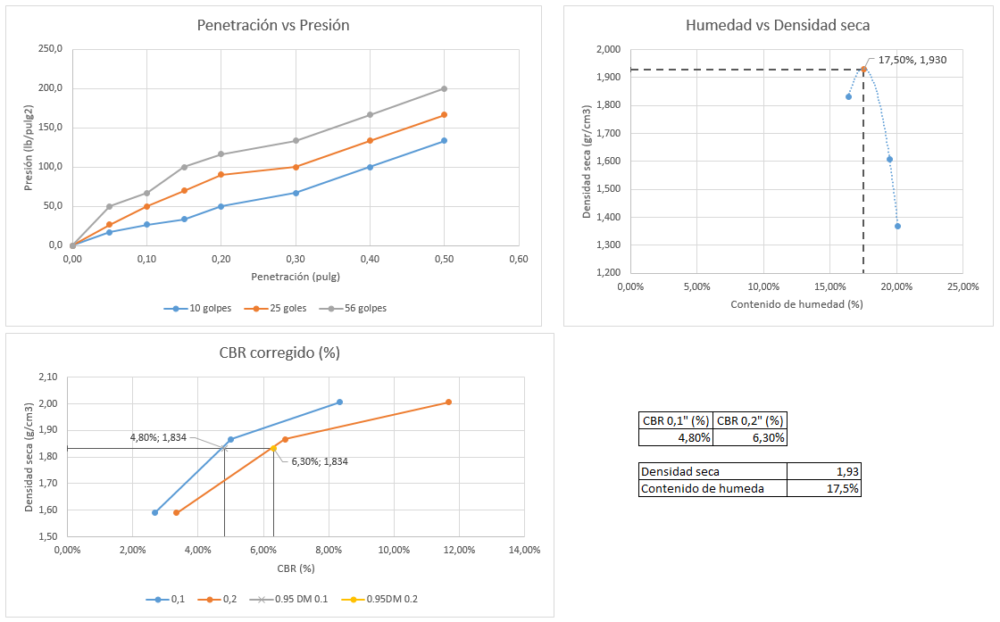 Penetración vs Presión
250,0
200,0
150,0
100,0
50,0
0,0
Presión (lb/pulg2)
0,00 0,10 0,20 0,30 0,40 0,50 0,60
Penetración (pulg)
10 golpes 25 goles 56 golpes
Humedad vs Densidad seca
2,000
1,900
1,800
1,700
1,600
1,500
1,400
1,300
1,200
Densidad seca (gr/cm3)
17,50%, 1,930
0,00% 5,00% 10,00% 15,00% 20,00% 25,00%
Contenido de humedad (%)
CBR corregido (%)
2,10
2,00
1,90
1,80
1,70
1,60
1,50
Densidad seca (g/cm3)
4,80%; 1,834
6,30%; 1,834
0,00% 2,00% 4,00% 6,00% 8,00% 10,00% 12,00% 14,00%
CBR (%)
0,1 0,2 0.95 DM 0.1 0.95DM 0.2
CBR 0,1" (%) CBR 0,2" (%)
4,80% 6,30%
Densidad seca 1,93
Contenido de humeda 17,5%